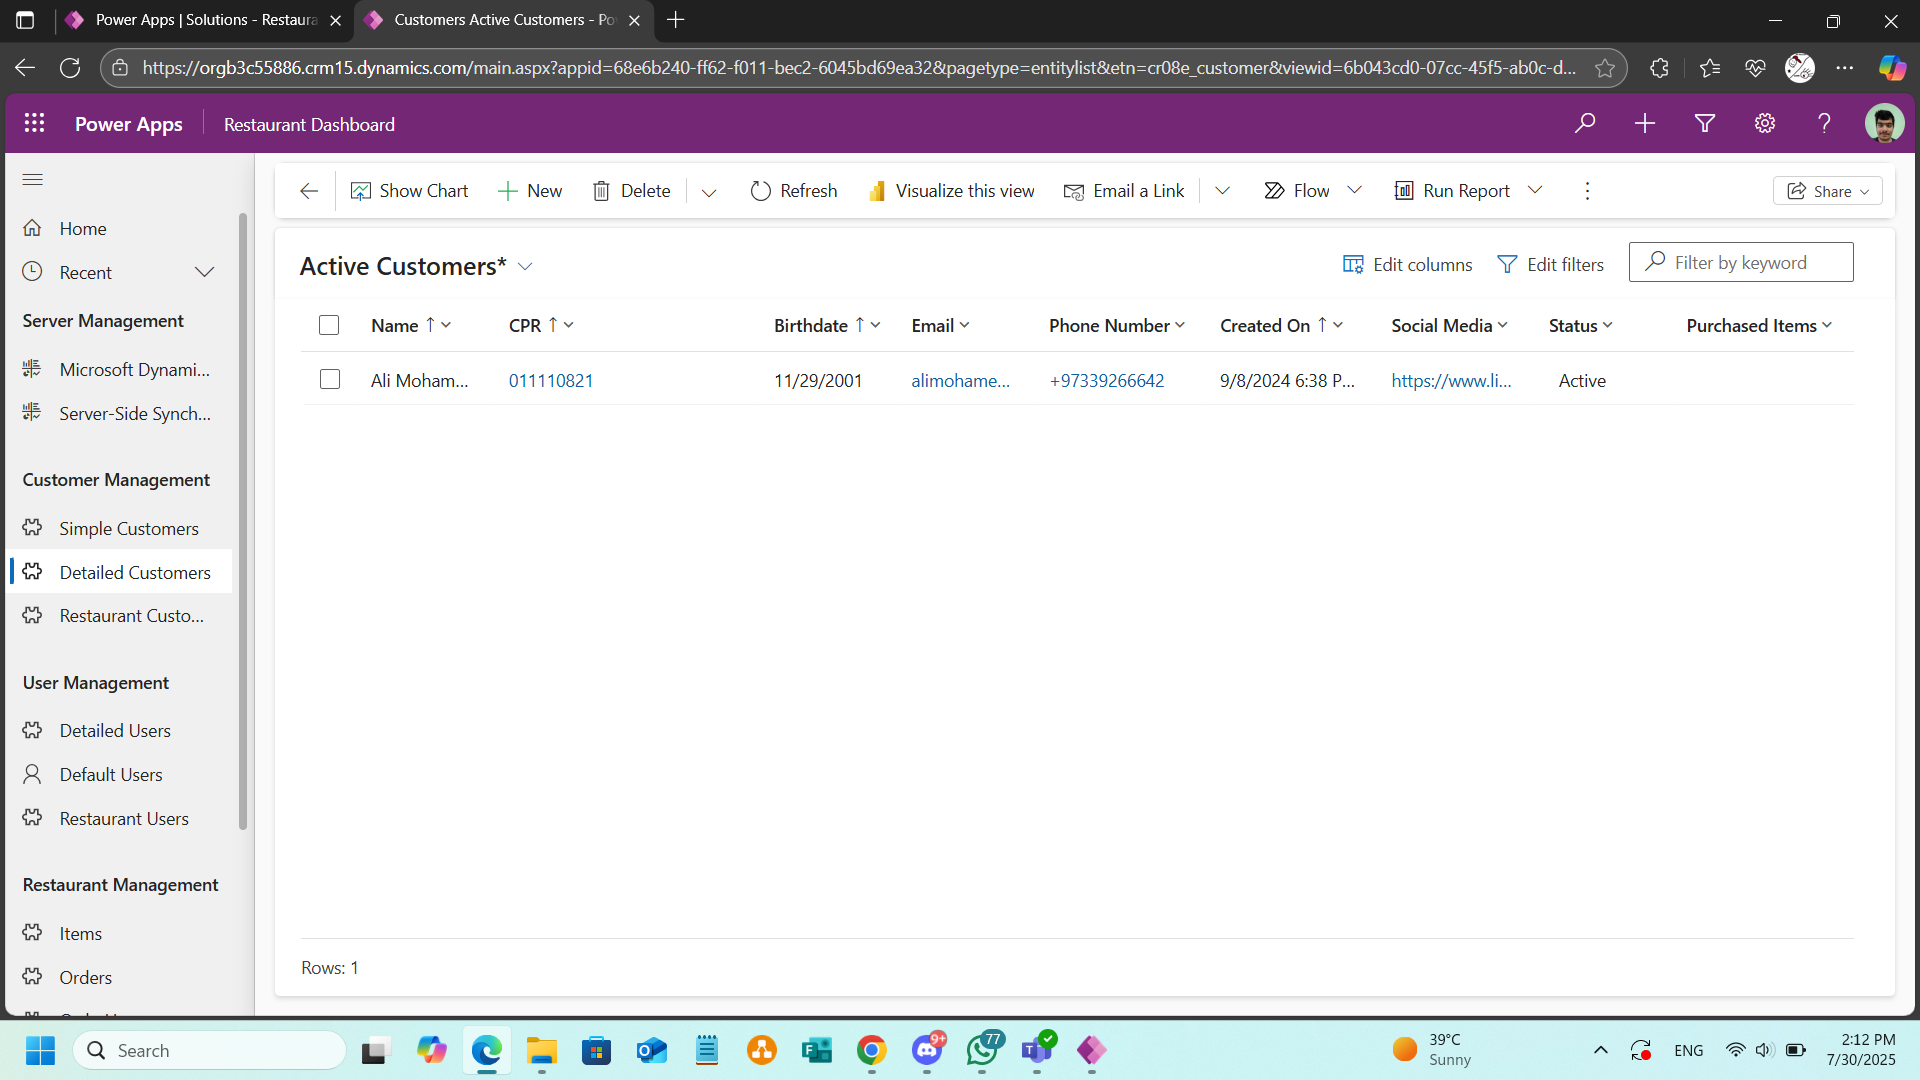 Power Apps | Solutions - Restaura
Customers Active Customers - Po
https://orgb3c55886.crm15.dynamics.com/main.aspx?appid=68e6b240-ff62-f011-bec2-6045bd69ea32&pagetype=entitylist&etn=cr08e_customer&viewid=6b043cd0-07cc-45f5-ab0c-d...
Power Apps
Restaurant Dashboard
Show Chart
New
Delete
Refresh
Visualize this view
Email a Link
Flow
Run Report
Share
Home
Recent
Server Management
Microsoft Dynami...
Server-Side Synch...
Customer Management
Simple Customers
Detailed Customers
Restaurant Custo...
User Management
Detailed Users
Default Users
Restaurant Users
Restaurant Management
Items
Orders
Active Customers*
Edit columns
Edit filters
Filter by keyword
Name CPR Birthdate Email Phone Number Created On Social Media Status Purchased Items
Ali Moham... 011110821 11/29/2001 alimohame... +97339266642 9/8/2024 6:38 P... https://www.li... Active
Rows: 1
Search
9+
77
39°C
Sunny
ENG
2:12 PM
7/30/2025